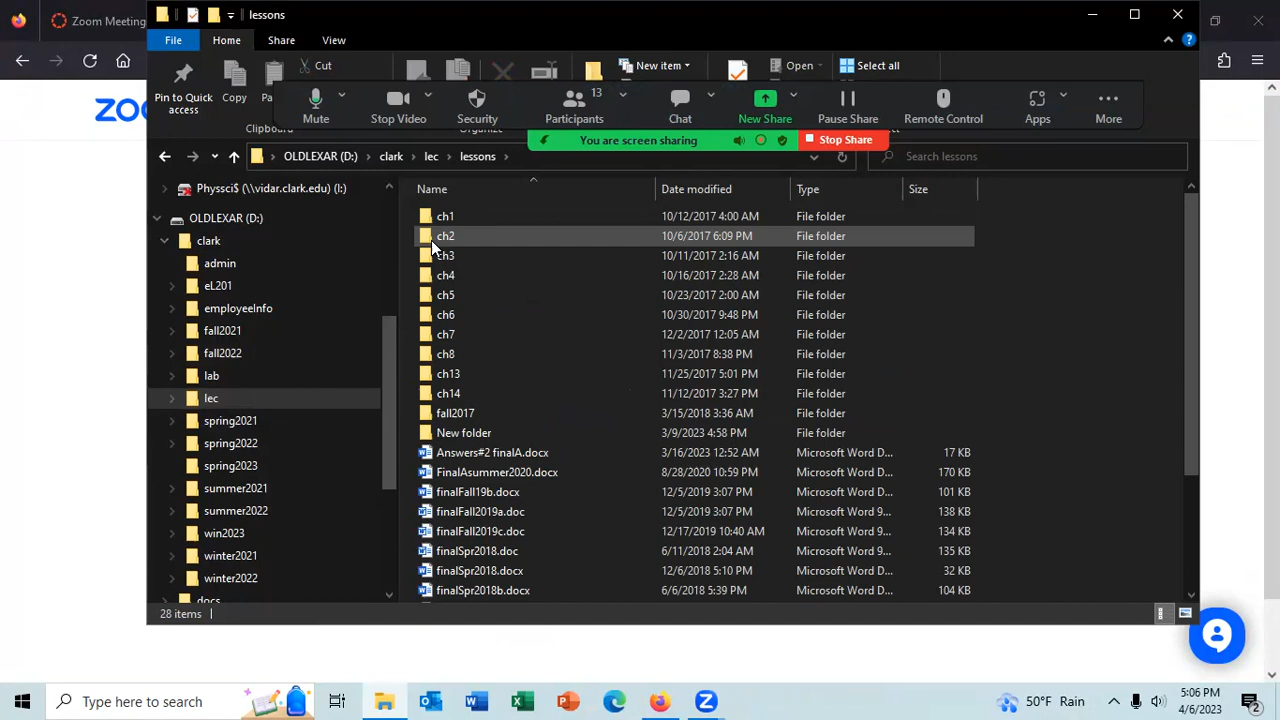 Zoom Meeting
lessons
File
Home
Share
View
Pin to Quick access
Copy
Cut
New item
Open
Select all
Clipboard
Mute
Stop Video
Security
13
Participants
Chat
New Share
Pause Share
Remote Control
Apps
More
You are screen sharing
Stop Share
OLDLEXAR (D:) > clark > lec > lessons >
Search lessons
Name
Date modified
Type
Size
Physsci$ (\\vidar.clark.edu) (I:)
OLDLEXAR (D:)
clark
admin
eL201
employeeInfo
fall2021
fall2022
lab
lec
spring2021
spring2022
spring2023
summer2021
summer2022
win2023
winter2021
winter2022
docs
ch1 10/12/2017 4:00 AM File folder
ch2 10/6/2017 6:09 PM File folder
ch3 10/11/2017 2:16 AM File folder
ch4 10/16/2017 2:28 AM File folder
ch5 10/23/2017 2:00 AM File folder
ch6 10/30/2017 9:48 PM File folder
ch7 12/2/2017 12:05 AM File folder
ch8 11/3/2017 8:38 PM File folder
ch13 11/25/2017 5:01 PM File folder
ch14 11/12/2017 3:27 PM File folder
fall2017 3/15/2018 3:36 AM File folder
New folder 3/9/2023 4:58 PM File folder
Answers#2 finalA.docx 3/16/2023 12:52 AM Microsoft Word D... 17 KB
FinalAsummer2020.docx 8/28/2020 10:59 PM Microsoft Word D... 170 KB
finalFall19b.docx 12/5/2019 3:07 PM Microsoft Word D... 101 KB
finalFall2019a.doc 12/5/2019 3:07 PM Microsoft Word 9... 138 KB
finalFall2019c.doc 12/17/2019 10:40 AM Microsoft Word 9... 134 KB
finalSpr2018.doc 6/11/2018 2:04 AM Microsoft Word 9... 135 KB
finalSpr2018.docx 12/6/2018 5:10 PM Microsoft Word D... 32 KB
finalSpr2018b.docx 6/6/2018 5:39 PM Microsoft Word D... 104 KB
28 items
Type here to search
50°F Rain
5:06 PM
4/6/2023
2